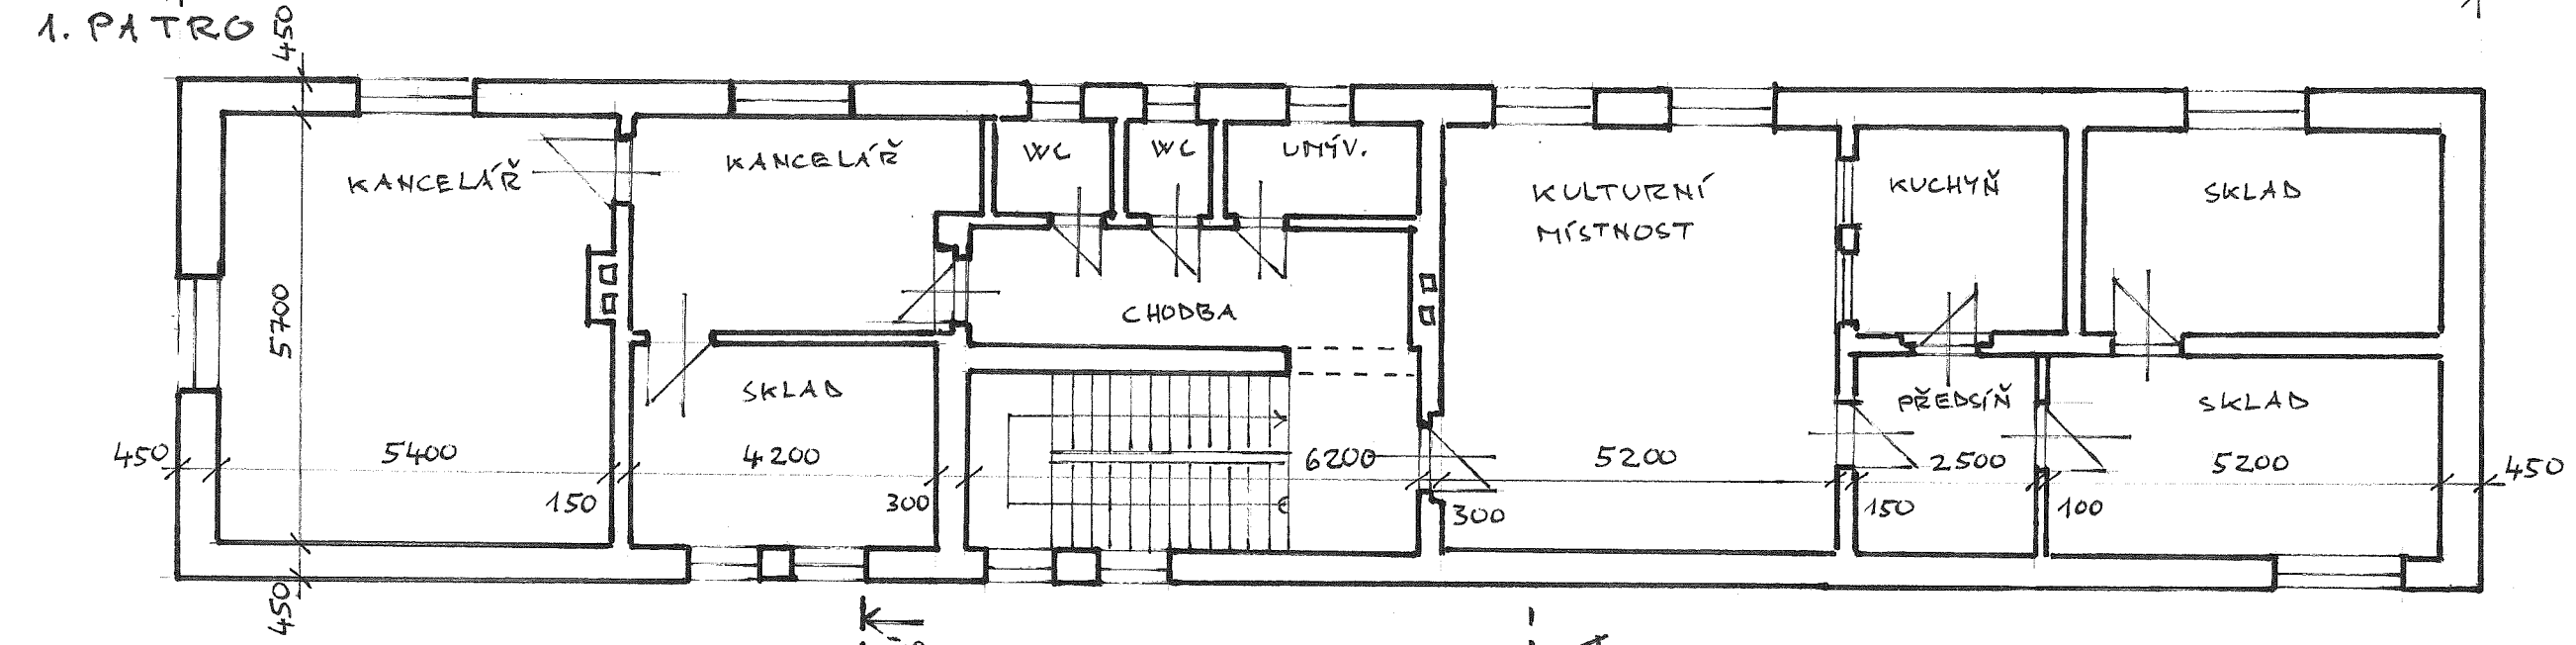 1. PATRO
450
KANCELÁŘ
KANCELÁŘ
WC
WC
UMÝV.
KULTURNÍ
MÍSTNOST
KUCHYŇ
SKLAD
5700
CHODBA
SKLAD
PŘEDSÍŇ
SKLAD
450
5400
4200
6200
5200
2500
5200
450
150
300
300
150
100
450